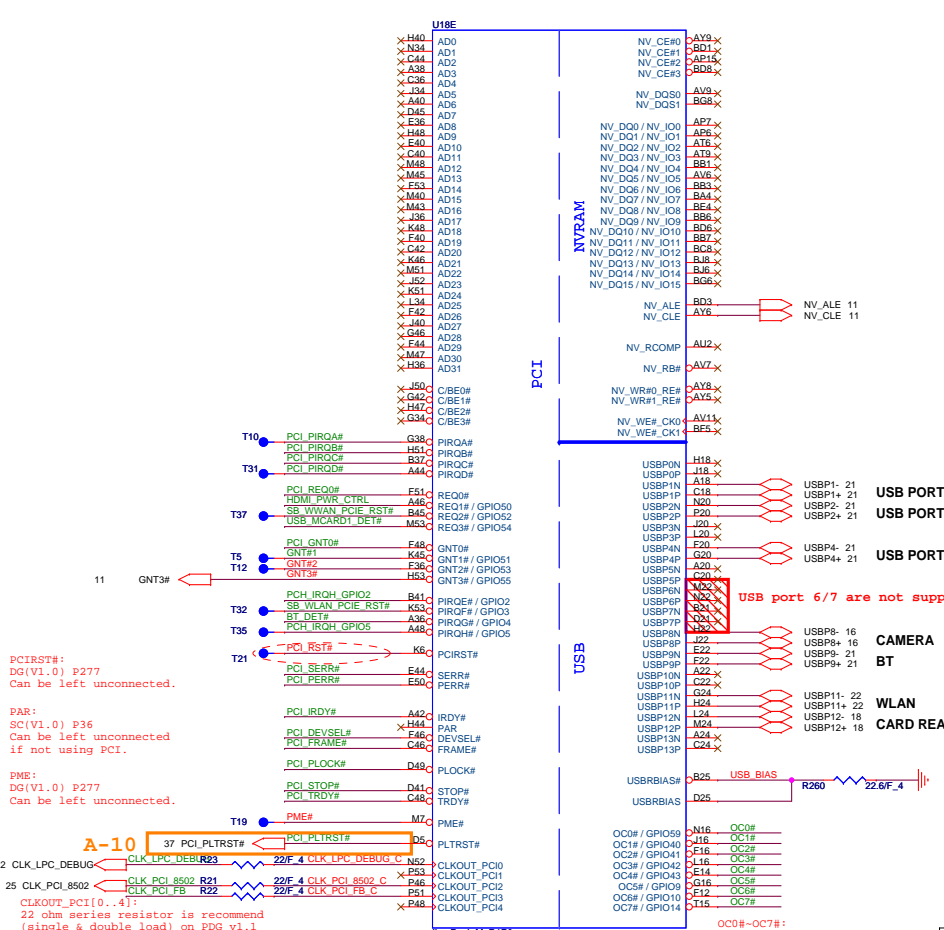 U18E
H40 AD0 NV_CE#0 AY9
N34 AD1 NV_CE#1 BD1
C44 AD2 NV_CE#2 AP15
A38 AD3 NV_CE#3 BD8
C36 AD4
J34 AD5 NV_DQS0 AV9
A40 AD6 NV_DQS1 BG8
D45 AD7
E36 AD8 NV_DQ0 / NV_IO0 AP7
H48 AD9 NV_DQ1 / NV_IO1 AP6
E40 AD10 NV_DQ2 / NV_IO2 AT6
C40 AD11 NV_DQ3 / NV_IO3 AT9
M48 AD12 NV_DQ4 / NV_IO4 BB1
M45 AD13 NV_DQ5 / NV_IO5 AV6
F53 AD14 NV_DQ6 / NV_IO6 BB3
M40 AD15 NV_DQ7 / NV_IO7 BA4
M43 AD16 NV_DQ8 / NV_IO8 BE4
J36 AD17 NV_DQ9 / NV_IO9 BB6
K48 AD18 NV_DQ10 / NV_IO10 BD6
F40 AD19 NV_DQ11 / NV_IO11 BB7
C42 AD20 NV_DQ12 / NV_IO12 BC8
K46 AD21 NV_DQ13 / NV_IO13 BJ8
M51 AD22 NV_DQ14 / NV_IO14 BJ6
J52 AD23 NV_DQ15 / NV_IO15 BG6
K51 AD24
L34 AD25 NV_ALE BD3 NV_ALE 11
F42 AD26 NV_CLE AY6 NV_CLE 11
J40 AD27
G46 AD28
F44 AD29 NV_RCOMP AU2
M47 AD30
H36 AD31 NV_RB# AV7
NVRAM
PCI
J50 C/BE0# NV_WR#0_RE# AY8
G42 C/BE1# NV_WR#1_RE# AY5
H47 C/BE2#
G34 C/BE3# NV_WE#_CK0 AV11
NV_WE#_CK1 BF5
T10 PCI_PIRQA# G38 PIRQA#
PCI_PIRQB# H51 PIRQB#
PCI_PIRQC# B37 PIRQC# USBP0N H18
T31 PCI_PIRQD# A44 PIRQD# USBP0P J18
USBP1N A18 USBP1- 21 USB PORT
PCI_REQ0# F51 REQ0# USBP1P C18 USBP1+ 21
HDMI_PWR_CTRL A46 REQ1# / GPIO50 USBP2N N20 USBP2- 21
T37 SB_WWAN_PCIE_RST# B45 REQ2# / GPIO52 USBP2P P20 USBP2+ 21 USB PORT
USB_MCARD1_DET# M53 REQ3# / GPIO54 USBP3N J20
USBP3P L20
PCI_GNT0# F48 GNT0# USBP4N F20 USBP4- 21
T5 GNT#1 K45 GNT1# / GPIO51 USBP4P G20 USBP4+ 21 USB PORT
T12 GNT#2 F36 GNT2# / GPIO53 USBP5N A20
11 GNT3# GNT3# H53 GNT3# / GPIO55 USBP5P C20
USBP6N M22
PCH_IRQH_GPIO2 B41 PIRQE# / GPIO2 USBP6P N22 USB port 6/7 are not supp
T32 SB_WLAN_PCIE_RST# K53 PIRQF# / GPIO3 USBP7N B21
BT_DET# A36 PIRQG# / GPIO4 USBP7P D21
T35 PCH_IRQH_GPIO5 A48 PIRQH# / GPIO5 USBP8N H22 USBP8- 16
USBP8P J22 USBP8+ 16 CAMERA
T21 PCI_RST# K6 PCIRST# USBP9N E22 USBP9- 21
USBP9P F22 USBP9+ 21 BT
USB
PCIRST#:
DG(V1.0) P277
Can be left unconnected.
PCI_SERR# E44 SERR# USBP10N A22
PCI_PERR# E50 PERR# USBP10P C22
USBP11N G24 USBP11- 22
USBP11P H24 USBP11+ 22 WLAN
PAR:
SC(V1.0) P36
Can be left unconnected
if not using PCI.
PCI_IRDY# A42 IRDY# USBP12N L24 USBP12- 18
H44 PAR USBP12P M24 USBP12+ 18 CARD REA
PCI_DEVSEL# F46 DEVSEL# USBP13N A24
PCI_FRAME# C46 FRAME# USBP13P C24
PCI_PLOCK# D49 PLOCK#
USBRBIAS# B25 USB_BIAS R260 22.6/F_4
PME:
DG(V1.0) P277
Can be left unconnected.
PCI_STOP# D41 STOP#
PCI_TRDY# C48 TRDY# USBRBIAS D25
T19 PME# M7 PME#
A-10 37 PCI_PLTRST# PCI_PLTRST# D5 PLTRST#
OC0# / GPIO59 N16 OC0#
OC1# / GPIO40 J16 OC1#
OC2# / GPIO41 F16 OC2#
2 CLK_LPC_DEBUG R23 22/F_4 CLK_LPC_DEBUG_C N52 CLKOUT_PCI0 OC3# / GPIO42 L16 OC3#
P53 CLKOUT_PCI1 OC4# / GPIO43 E14 OC4#
25 CLK_PCI_8502 CLK_PCI_8502 R21 22/F_4 CLK_PCI_8502_C P46 CLKOUT_PCI2 OC5# / GPIO9 G16 OC5#
CLK_PCI_FB R22 22/F_4 CLK_PCI_FB_C P51 CLKOUT_PCI3 OC6# / GPIO10 F12 OC6#
P48 CLKOUT_PCI4 OC7# / GPIO14 T15 OC7#
CLKOUT_PCI[0..4]:
22 ohm series resistor is recommend
(single & double load) on PDG v1.1
OC0#~OC7#: